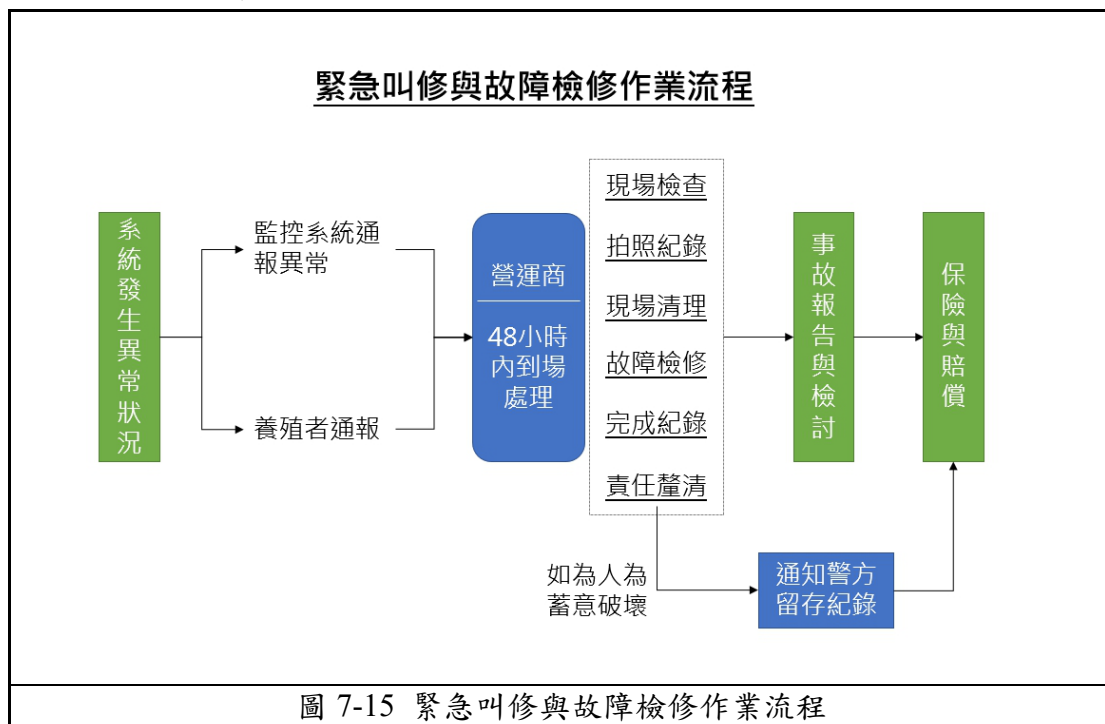 緊急叫修與故障檢修作業流程
系統發生異常狀況
監控系統通
報異常
養殖者通報
營運商
48小時
內到場
處理
現場檢查
拍照紀錄
現場清理
故障檢修
完成紀錄
責任釐清
事故報告與檢討
保險與賠償
如為人為
蓄意破壞
通知警方
留存紀錄
圖 7-15 緊急叫修與故障檢修作業流程